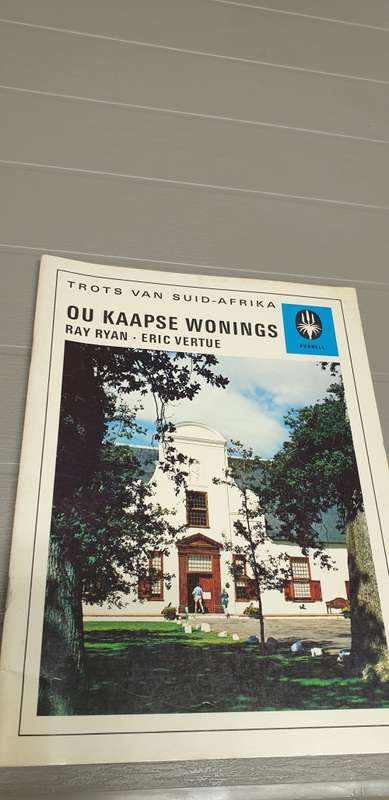 TROTS VAN SUID-AFRIKA
OU KAAPSE WONINGS
RAY RYAN · ERIC VERTUE
PURNELL